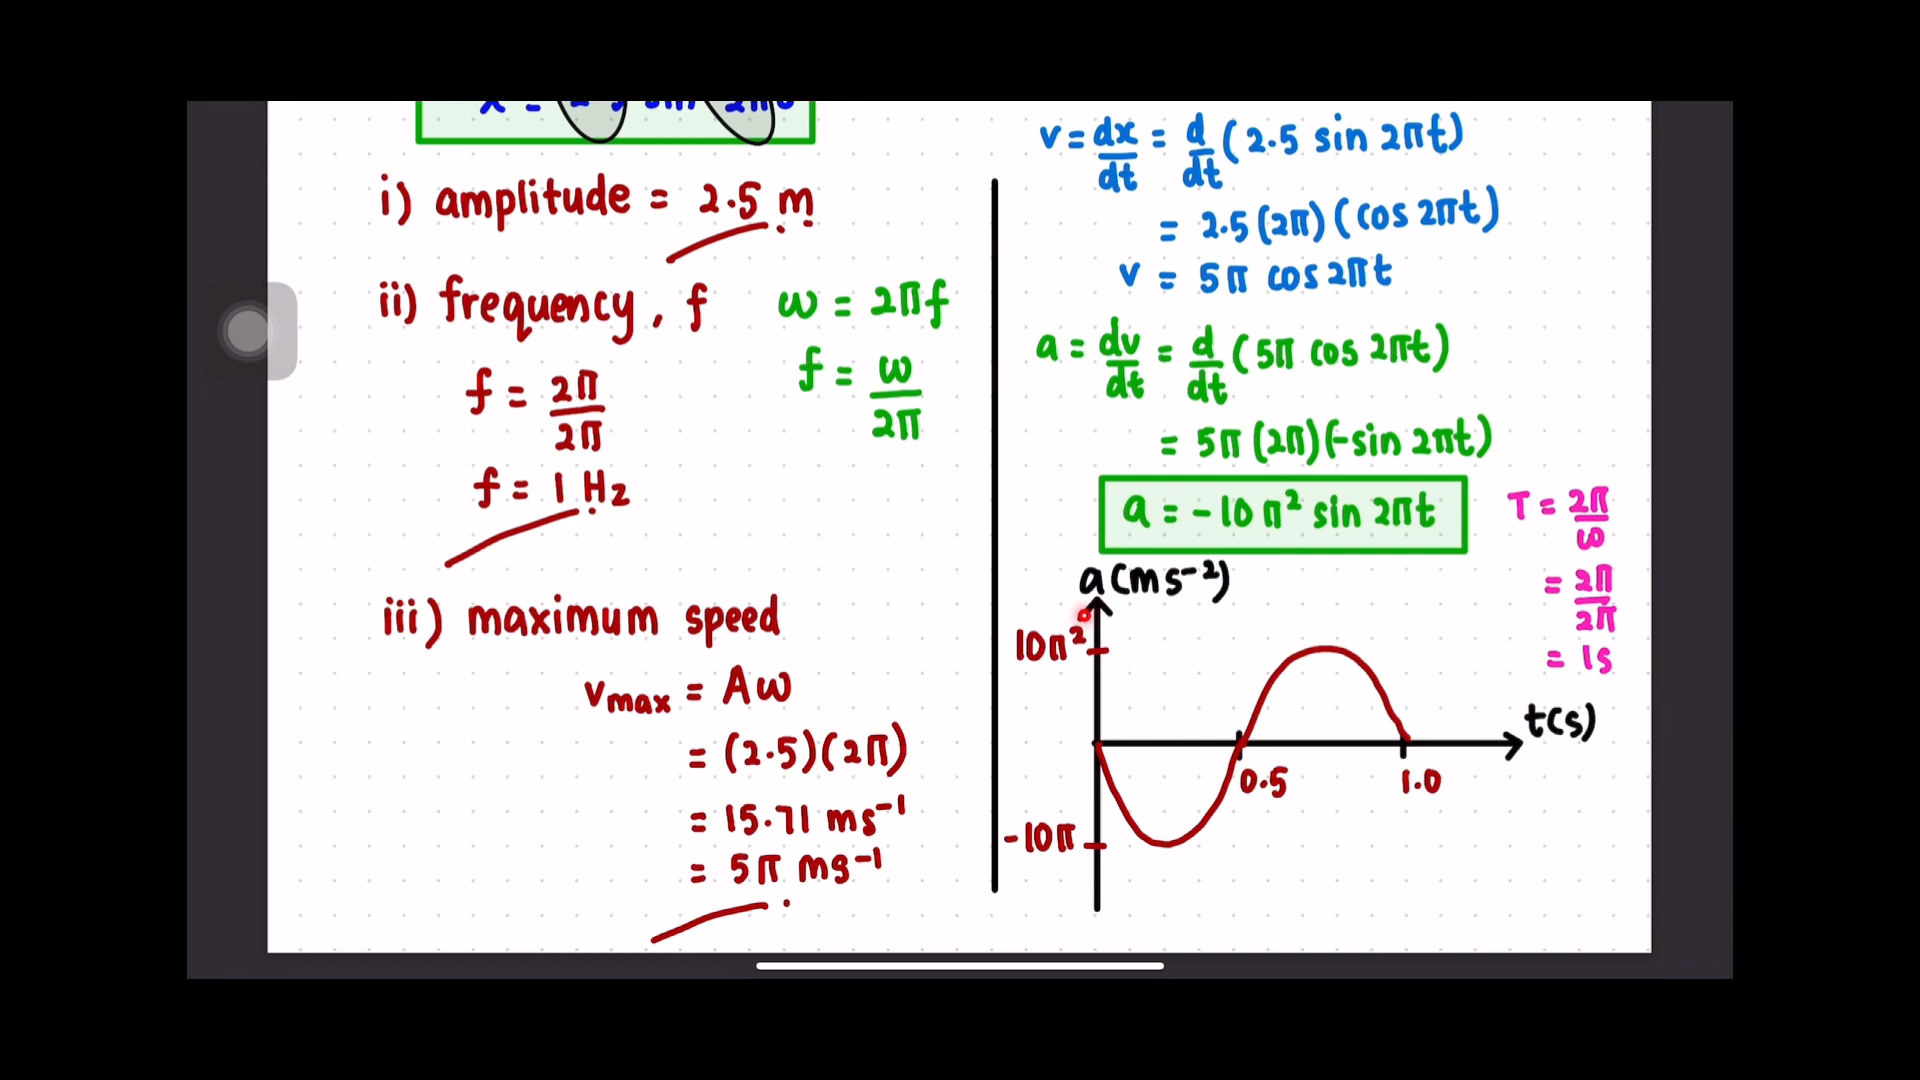 i) amplitude = 2.5 m
ii) frequency, f
ω = 2πf
f = ω/2π
f = 2π/2π
f = 1 Hz
iii) maximum speed
vmax = Aω
= (2.5)(2π)
= 15.71 ms⁻¹
= 5π ms⁻¹
v = dx/dt = d/dt (2.5 sin 2πt)
= 2.5(2π)(cos 2πt)
v = 5π cos 2πt
a = dv/dt = d/dt (5π cos 2πt)
= 5π(2π)(-sin 2πt)
a = -10π² sin 2πt
T = 2π/ω
= 2π/2π
= 1s
a(ms⁻²)
10π²
t(s)
0.5
1.0
-10π